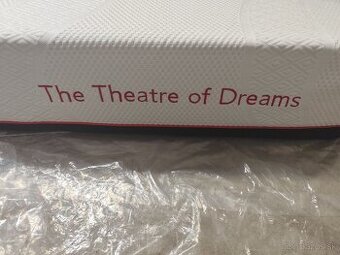 The Theatre of Dreams